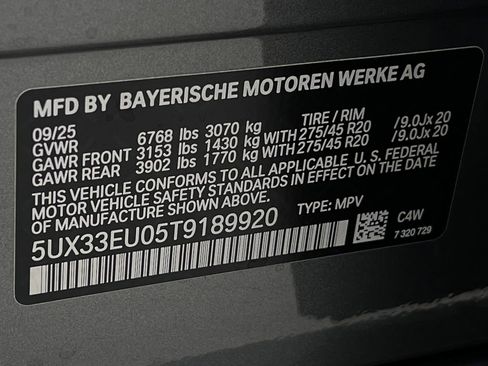 MFD BY BAYERISCHE MOTOREN WERKE AG
09/25 TIRE / RIM
GVWR 6768 lbs 3070 kg
GAWR FRONT 3153 lbs 1430 kg WITH 275/45 R20 /9.0Jx 20
GAWR REAR 3902 lbs 1770 kg WITH 275/45 R20 /9.0Jx 20
THIS VEHICLE CONFORMS TO ALL APPLICABLE U. S. FEDERAL
MOTOR VEHICLE SAFETY STANDARDS IN EFFECT ON THE DATE
OF MANUFACTURE SHOWN ABOVE.
5UX33EU05T9189920 TYPE: MPV C4W
7 320 729